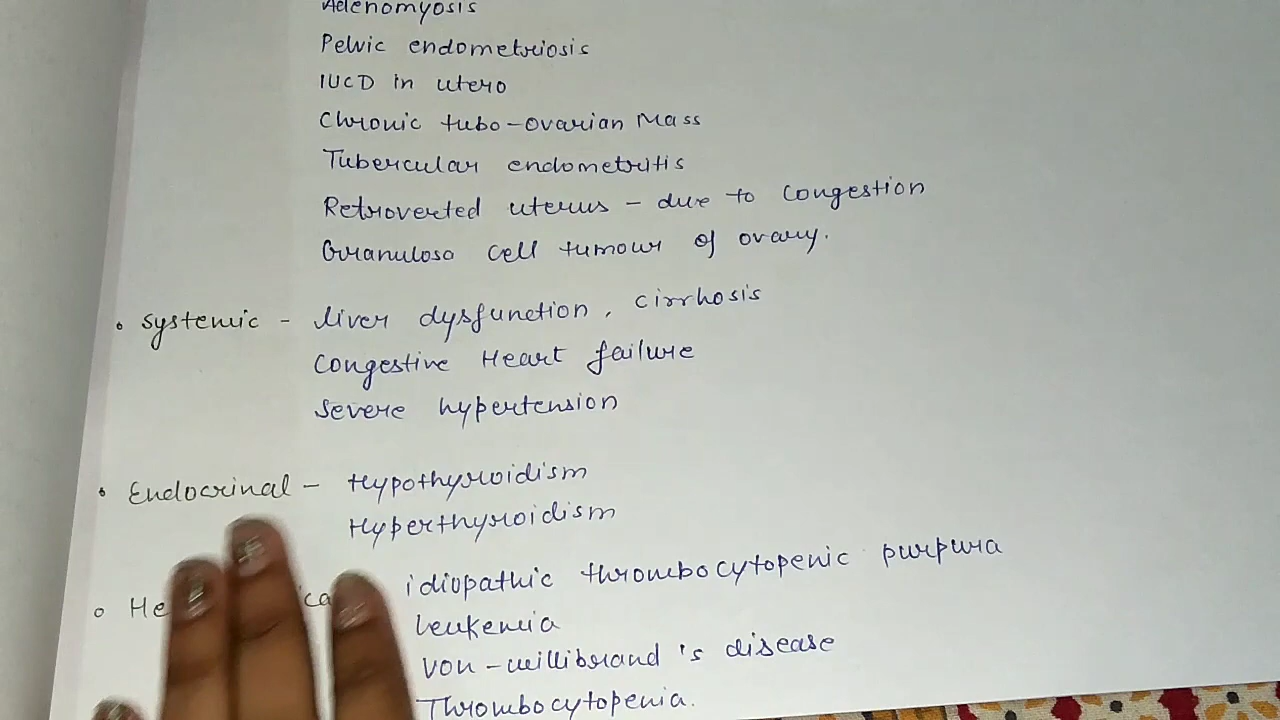 Adenomyosis
Pelvic endometriosis
IUCD in utero
Chronic tubo-ovarian Mass
Tubercular endometritis
Retroverted uterus - due to congestion
Granulosa cell tumour of ovary.
• Systemic - liver dysfunction, cirrhosis
Congestive Heart failure
Severe hypertension
• Endocrinal - Hypothyroidism
Hyperthyroidism
idiopathic thrombocytopenic purpura
leukemia
Von-willibrand's disease
Thrombocytopenia.